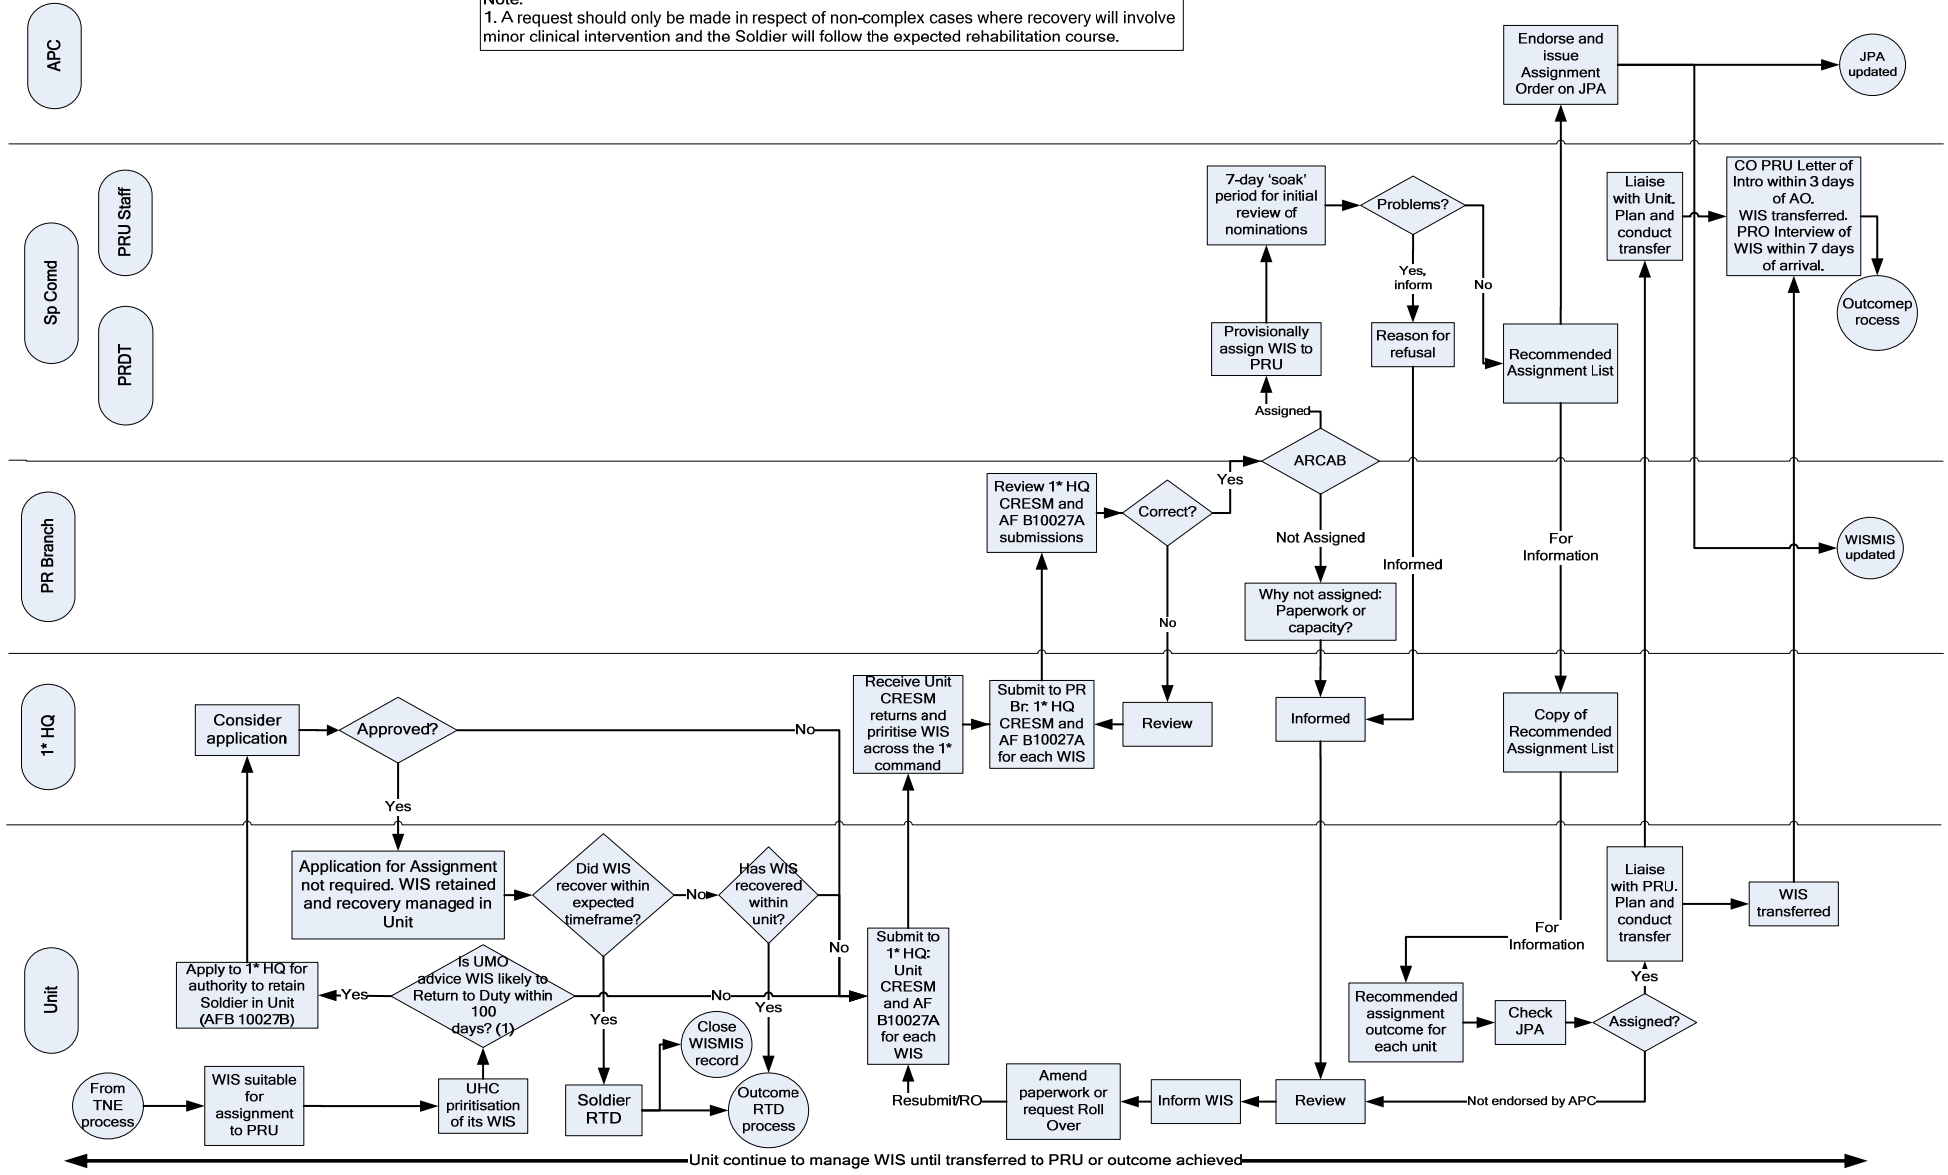 Note:
1. A request should only be made in respect of non-complex cases where recovery will involve
minor clinical intervention and the Soldier will follow the expected rehabilitation course.
APC
Endorse and
issue
Assignment
Order on JPA
JPA
updated
Sp Comd
PRU Staff
PRDT
7-day ‘soak’
period for initial
review of
nominations
Problems?
Yes,
inform
No
Reason for
refusal
Provisionally
assign WIS to
PRU
Assigned
Recommended
Assignment List
Liaise
with Unit.
Plan and
conduct
transfer
CO PRU Letter of
Intro within 3 days
of AO.
WIS transferred.
PRO Interview of
WIS within 7 days
of arrival.
Outcomep
rocess
PR Branch
Review 1* HQ
CRESM and
AF B10027A
submissions
Correct?
Yes
No
ARCAB
Not Assigned
Why not assigned:
Paperwork or
capacity?
Informed
For
Information
WISMIS
updated
1* HQ
Consider
application
Approved?
No
Yes
Receive Unit
CRESM
returns and
priritise WIS
across the 1*
command
Submit to PR
Br: 1* HQ
CRESM and
AF B10027A
for each WIS
Review
Informed
Copy of
Recommended
Assignment List
Unit
Application for Assignment
not required. WIS retained
and recovery managed in
Unit
Did WIS
recover within
expected
timeframe?
No
Has WIS
recovered
within
unit?
No
Yes
Yes
Apply to 1* HQ for
authority to retain
Soldier in Unit
(AFB 10027B)
Yes
Is UMO
advice WIS likely to
Return to Duty within
100
days? (1)
No
Submit to
1* HQ:
Unit
CRESM
and AF
B10027A
for each
WIS
Close
WISMIS
record
From
TNE
process
WIS suitable
for
assignment
to PRU
UHC
priritisation
of its WIS
Soldier
RTD
Outcome
RTD
process
Resubmit/RO
Amend
paperwork or
request Roll
Over
Inform WIS
Review
Not endorsed by APC
For
Information
Recommended
assignment
outcome for
each unit
Check
JPA
Assigned?
Yes
Liaise
with PRU.
Plan and
conduct
transfer
WIS
transferred
Unit continue to manage WIS until transferred to PRU or outcome achieved